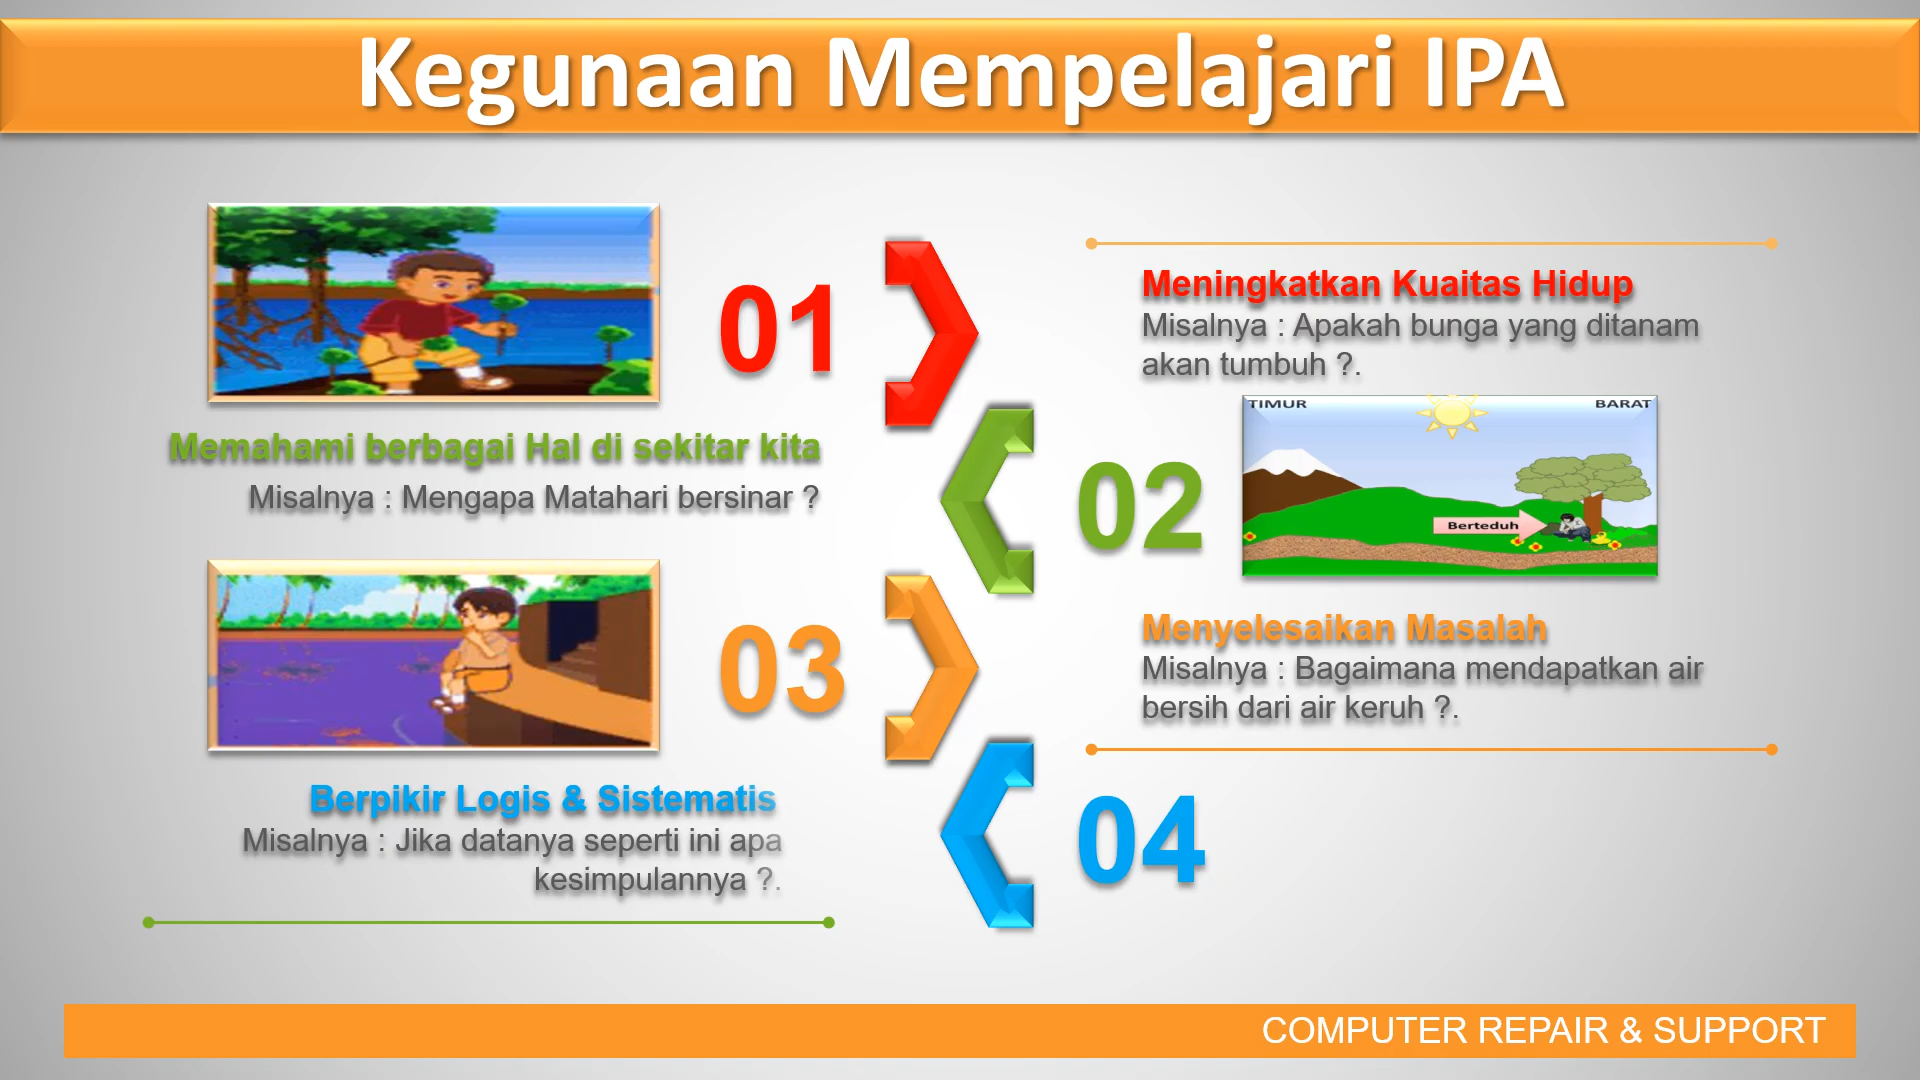 Kegunaan Mempelajari IPA
01
Meningkatkan Kuaitas Hidup
Misalnya : Apakah bunga yang ditanam
akan tumbuh ?.
Memahami berbagai Hal di sekitar kita
Misalnya : Mengapa Matahari bersinar ?
02
TIMUR
BARAT
Berteduh
03
Menyelesaikan Masalah
Misalnya : Bagaimana mendapatkan air
bersih dari air keruh ?.
Berpikir Logis & Sistematis
Misalnya : Jika datanya seperti ini apa
kesimpulannya ?.
04
COMPUTER REPAIR & SUPPORT